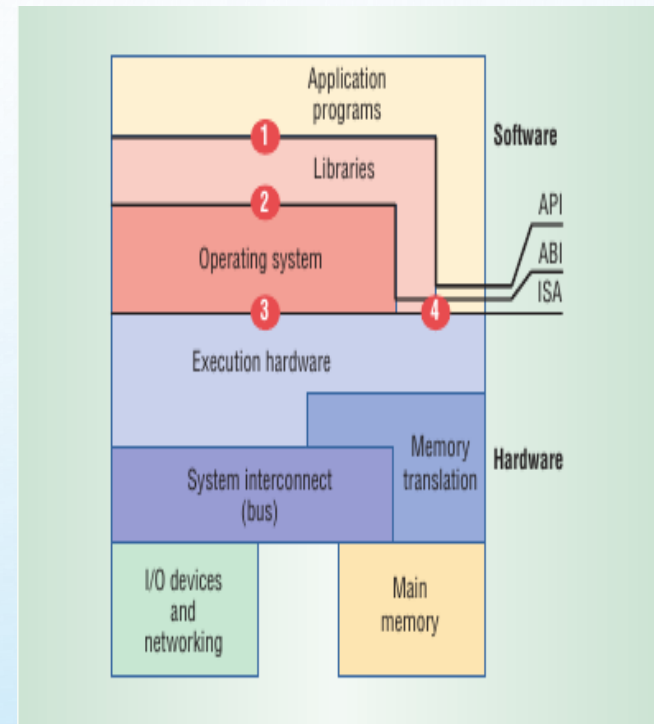 Application
programs
1
Software
Libraries
2
API
Operating system
ABI
ISA
3
4
Execution hardware
Memory
translation
Hardware
System interconnect
(bus)
I/O devices
and
networking
Main
memory